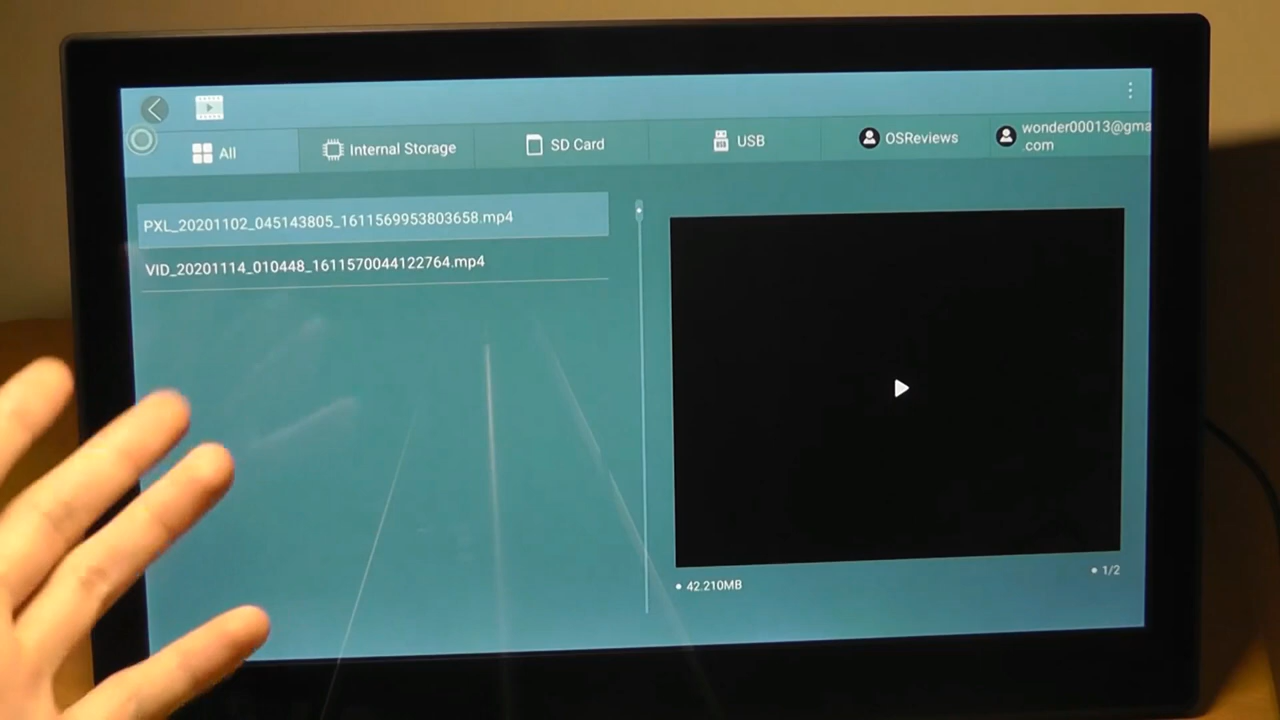 All
Internal Storage
SD Card
USB
OSReviews
wonder00013@gma
.com
PXL_20201102_045143805_1611569953803658.mp4
VID_20201114_010448_1611570044122764.mp4
42.210MB
1/2